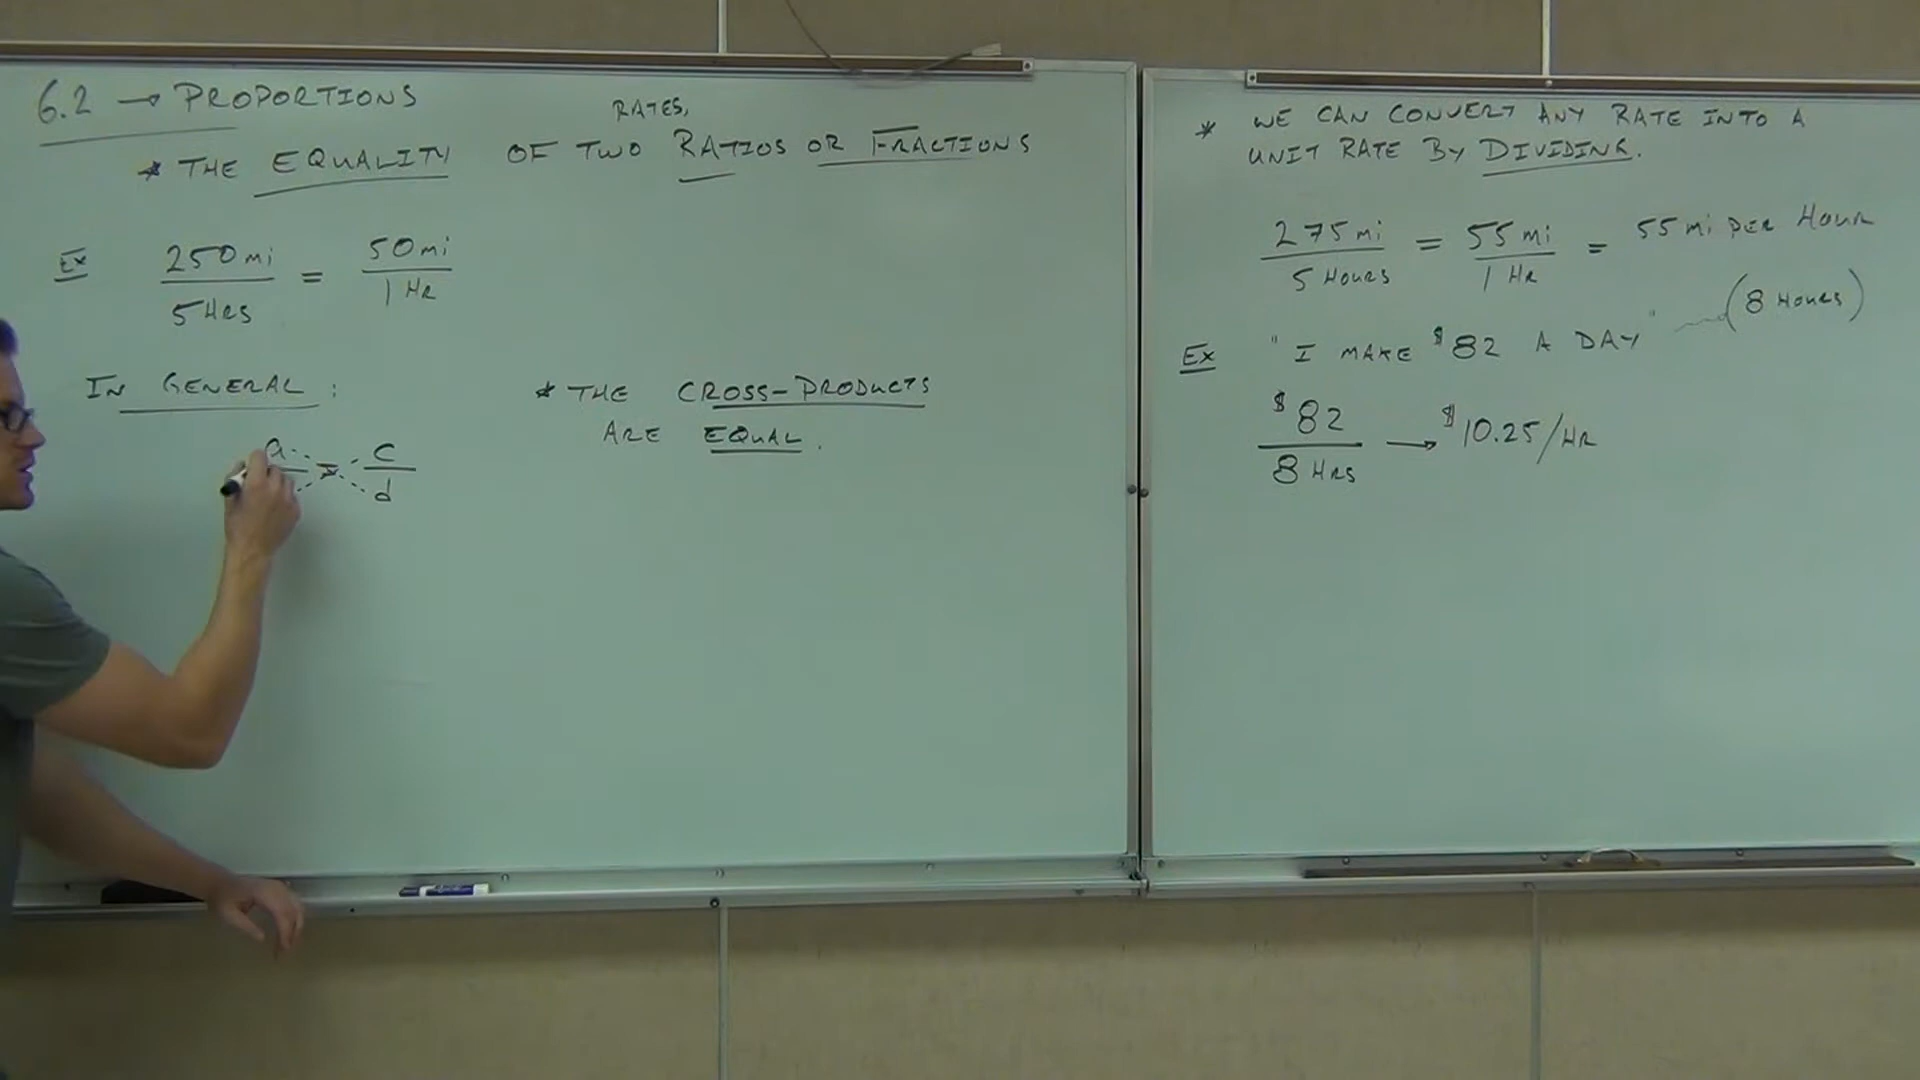 6.2 → PROPORTIONS
RATES,
* THE EQUALITY OF TWO RATIOS OR FRACTIONS
Ex 250 mi / 5 HRS = 50 mi / 1 HR
IN GENERAL :
a = c / d
* THE CROSS-PRODUCTS
ARE EQUAL.
* WE CAN CONVERT ANY RATE INTO A
UNIT RATE BY DIVIDING.
275 mi / 5 HOURS = 55 mi / 1 HR = 55 mi PER HOUR
(8 HOURS)
Ex "I MAKE $82 A DAY"
$82 / 8 HRS → $10.25/HR